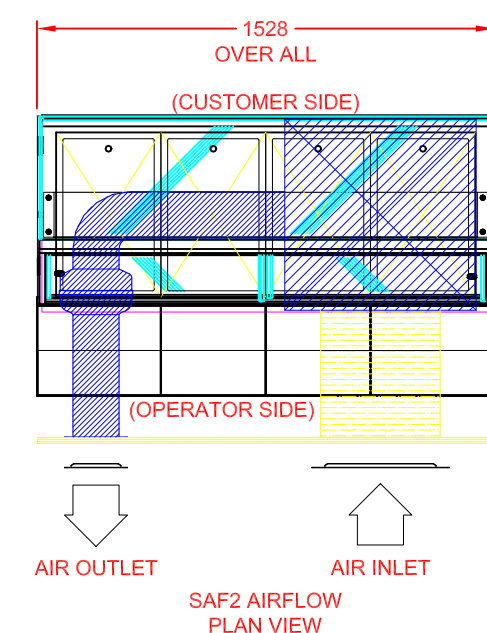 1528
OVER ALL
(CUSTOMER SIDE)
(OPERATOR SIDE)
AIR OUTLET
AIR INLET
SAF2 AIRFLOW
PLAN VIEW